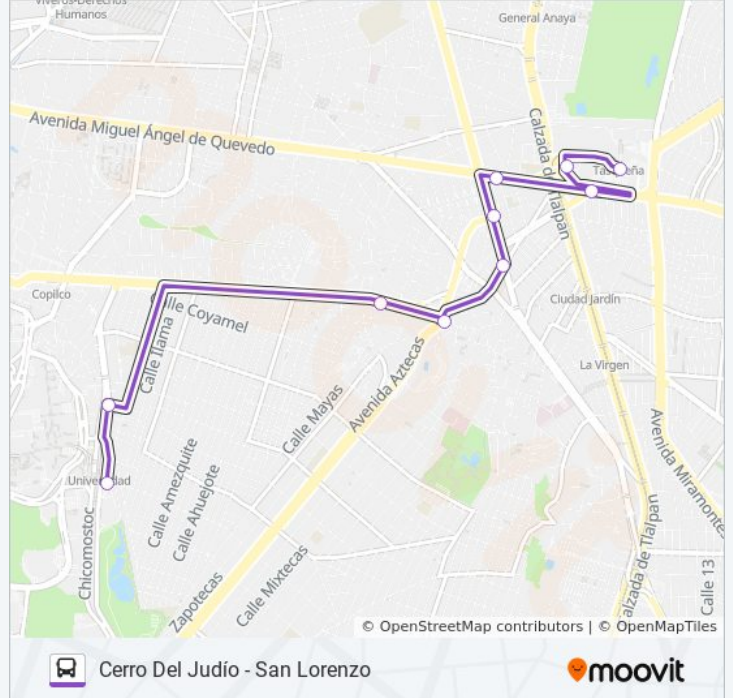 Viveros-Derechos
Humanos
General Anaya
Avenida Miguel Ángel de Quevedo
Calzada de Tlalpan
Tasqueña
Copilco
Calle Coyamel
Calle Ilama
Ciudad Jardín
La Virgen
Avenida Aztecas
Calle Mayas
Avenida Miramontes
Calle Amezquite
Calle Ahuejote
Universidad
Chicomostoc
Zapotecas
Calle Mixtecas
Calzada de Tlalpan
Calle 13
© OpenStreetMap contributors | © OpenMapTiles
Cerro Del Judío - San Lorenzo
moovit